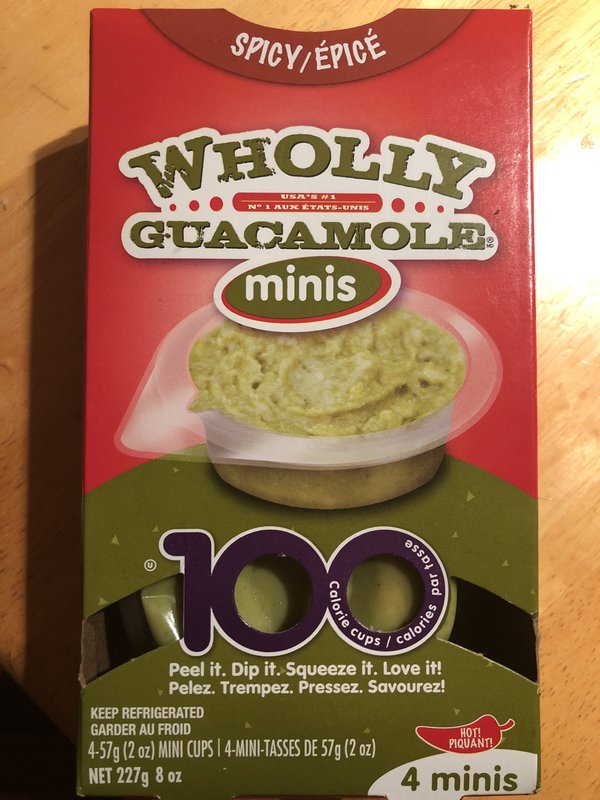 SPICY/ÉPICÉ
WHOLLY
USA'S #1
Nº 1 AUX ÉTATS-UNIS
GUACAMOLE®
minis
U
100
Calorie cups / calories par tasse
Peel it. Dip it. Squeeze it. Love it!
Pelez. Trempez. Pressez. Savourez!
KEEP REFRIGERATED
GARDER AU FROID
4-57g (2 oz) MINI CUPS | 4-MINI-TASSES DE 57g (2 oz)
NET 227g 8 oz
HOT!
PIQUANT!
4 minis